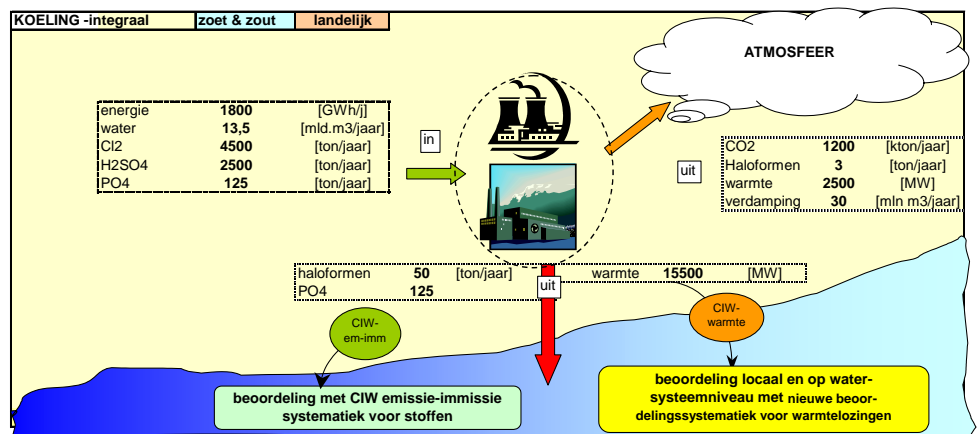 KOELING -integraal zoet & zout landelijk
ATMOSFEER
energie 1800 [GWh/j]
water 13,5 [mld.m3/jaar]
Cl2 4500 [ton/jaar]
H2SO4 2500 [ton/jaar]
PO4 125 [ton/jaar]
in
uit
CO2 1200 [kton/jaar]
Haloformen 3 [ton/jaar]
warmte 2500 [MW]
verdamping 30 [mln m3/jaar]
haloformen 50 [ton/jaar] warmte 15500 [MW]
PO4 125
uit
CIW-
em-imm
CIW-
warmte
beoordeling met CIW emissie-immissie
systematiek voor stoffen
beoordeling locaal en op water-
systeemniveau met nieuwe beoor-
delingssystematiek voor warmtelozingen